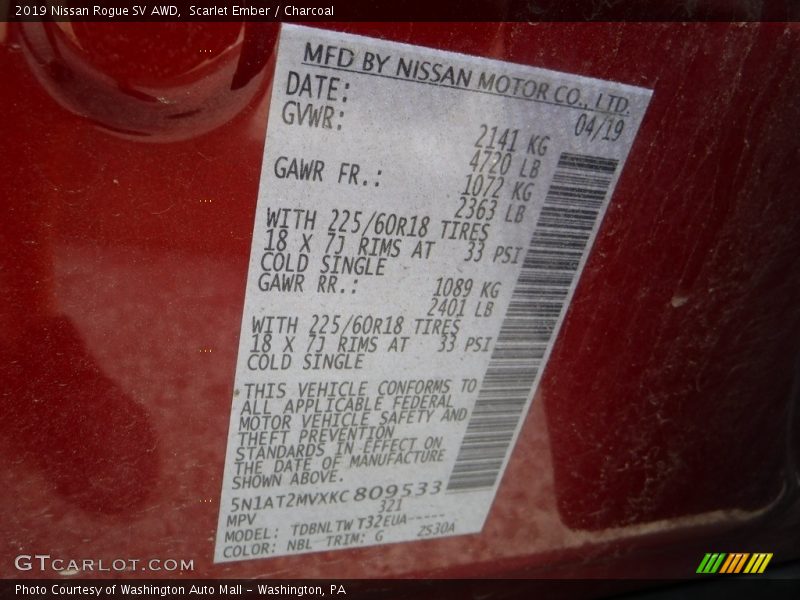 2019 Nissan Rogue SV AWD,  Scarlet Ember / Charcoal
MFD BY NISSAN MOTOR CO., LTD.
DATE: 04/19
GVWR: 2141 KG
4720 LB
GAWR FR.: 1072 KG
2363 LB
WITH 225/60R18 TIRES
18 X 7J RIMS AT 33 PSI
COLD SINGLE
GAWR RR.: 1089 KG
2401 LB
WITH 225/60R18 TIRES
18 X 7J RIMS AT 33 PSI
COLD SINGLE
THIS VEHICLE CONFORMS TO
ALL APPLICABLE FEDERAL
MOTOR VEHICLE SAFETY AND
THEFT PREVENTION
STANDARDS IN EFFECT ON
THE DATE OF MANUFACTURE
SHOWN ABOVE.
5N1AT2MVXKC809533
MPV 321
MODEL: TDBNLTWT32EUA-----
COLOR: NBL-TRIM: G 2S30A
GTCARLOT.COM
Photo Courtesy of Washington Auto Mall - Washington, PA